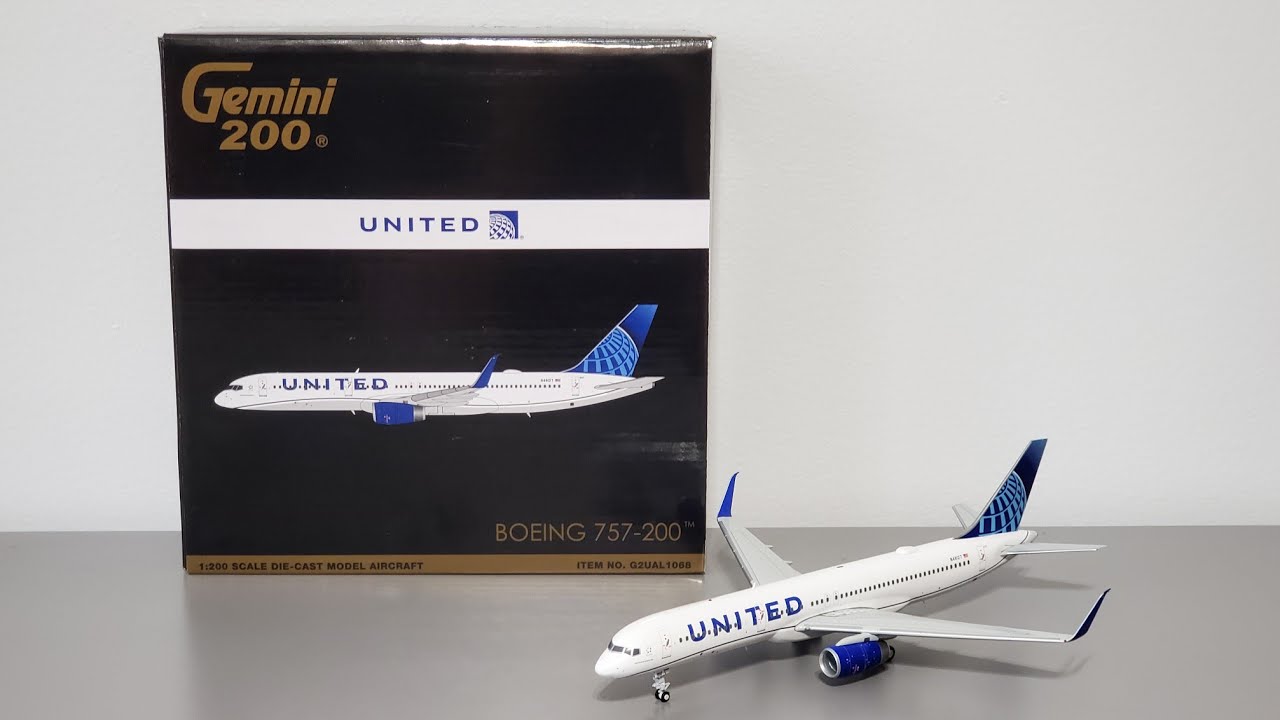 Gemini
200®
UNITED
UNITED
BOEING 757-200™
1:200 SCALE DIE-CAST MODEL AIRCRAFT
ITEM NO. G2UAL1068
UNITED